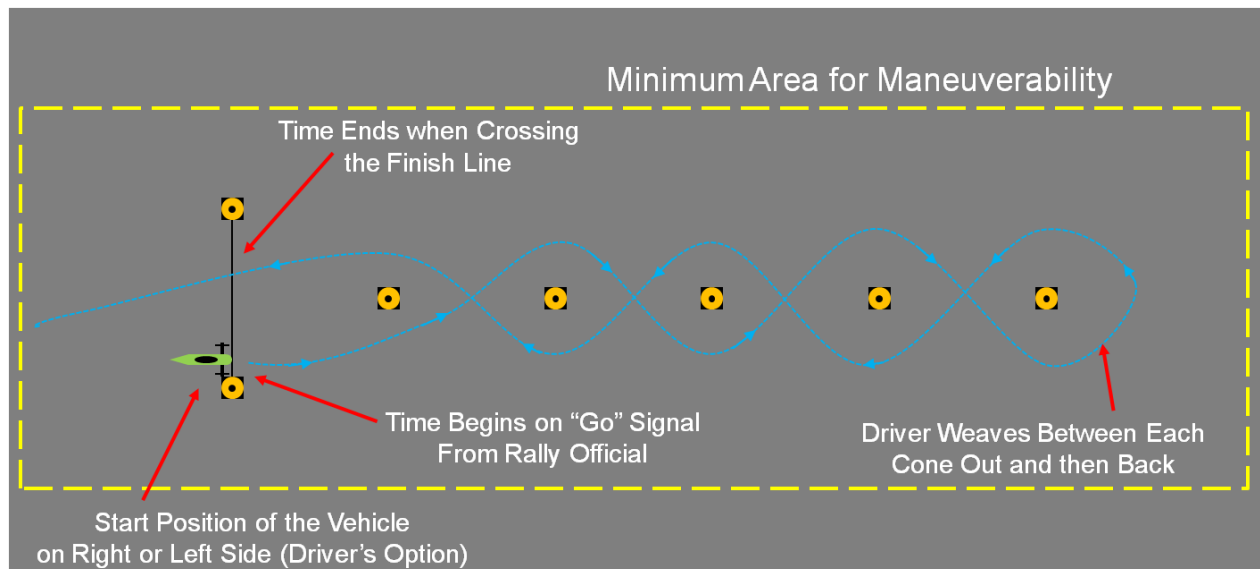 Minimum Area for Maneuverability
Time Ends when Crossing
the Finish Line
Time Begins on “Go” Signal
From Rally Official
Driver Weaves Between Each
Cone Out and then Back
Start Position of the Vehicle
on Right or Left Side (Driver’s Option)